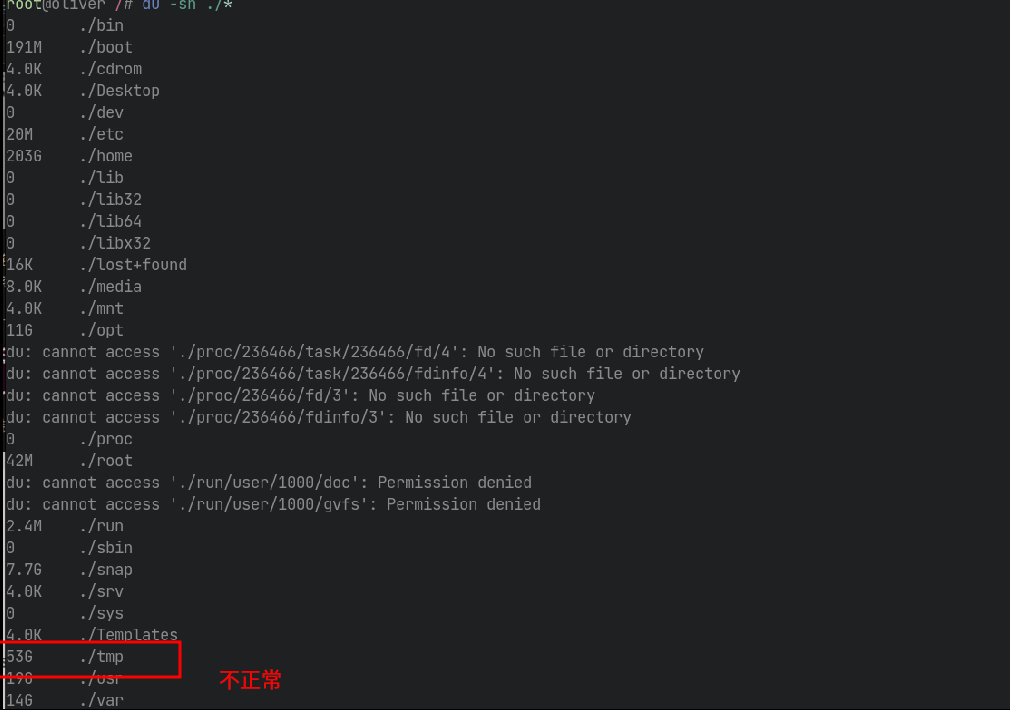 root@oliver /# du -sh ./*
0 ./bin
191M ./boot
4.0K ./cdrom
4.0K ./Desktop
0 ./dev
20M ./etc
203G ./home
0 ./lib
0 ./lib32
0 ./lib64
0 ./libx32
16K ./lost+found
8.0K ./media
4.0K ./mnt
11G ./opt
du: cannot access './proc/236466/task/236466/fd/4': No such file or directory
du: cannot access './proc/236466/task/236466/fdinfo/4': No such file or directory
du: cannot access './proc/236466/fd/3': No such file or directory
du: cannot access './proc/236466/fdinfo/3': No such file or directory
0 ./proc
42M ./root
du: cannot access './run/user/1000/doc': Permission denied
du: cannot access './run/user/1000/gvfs': Permission denied
2.4M ./run
0 ./sbin
7.7G ./snap
4.0K ./srv
0 ./sys
4.0K ./Templates
53G ./tmp
19G ./usr
不正常
14G ./var